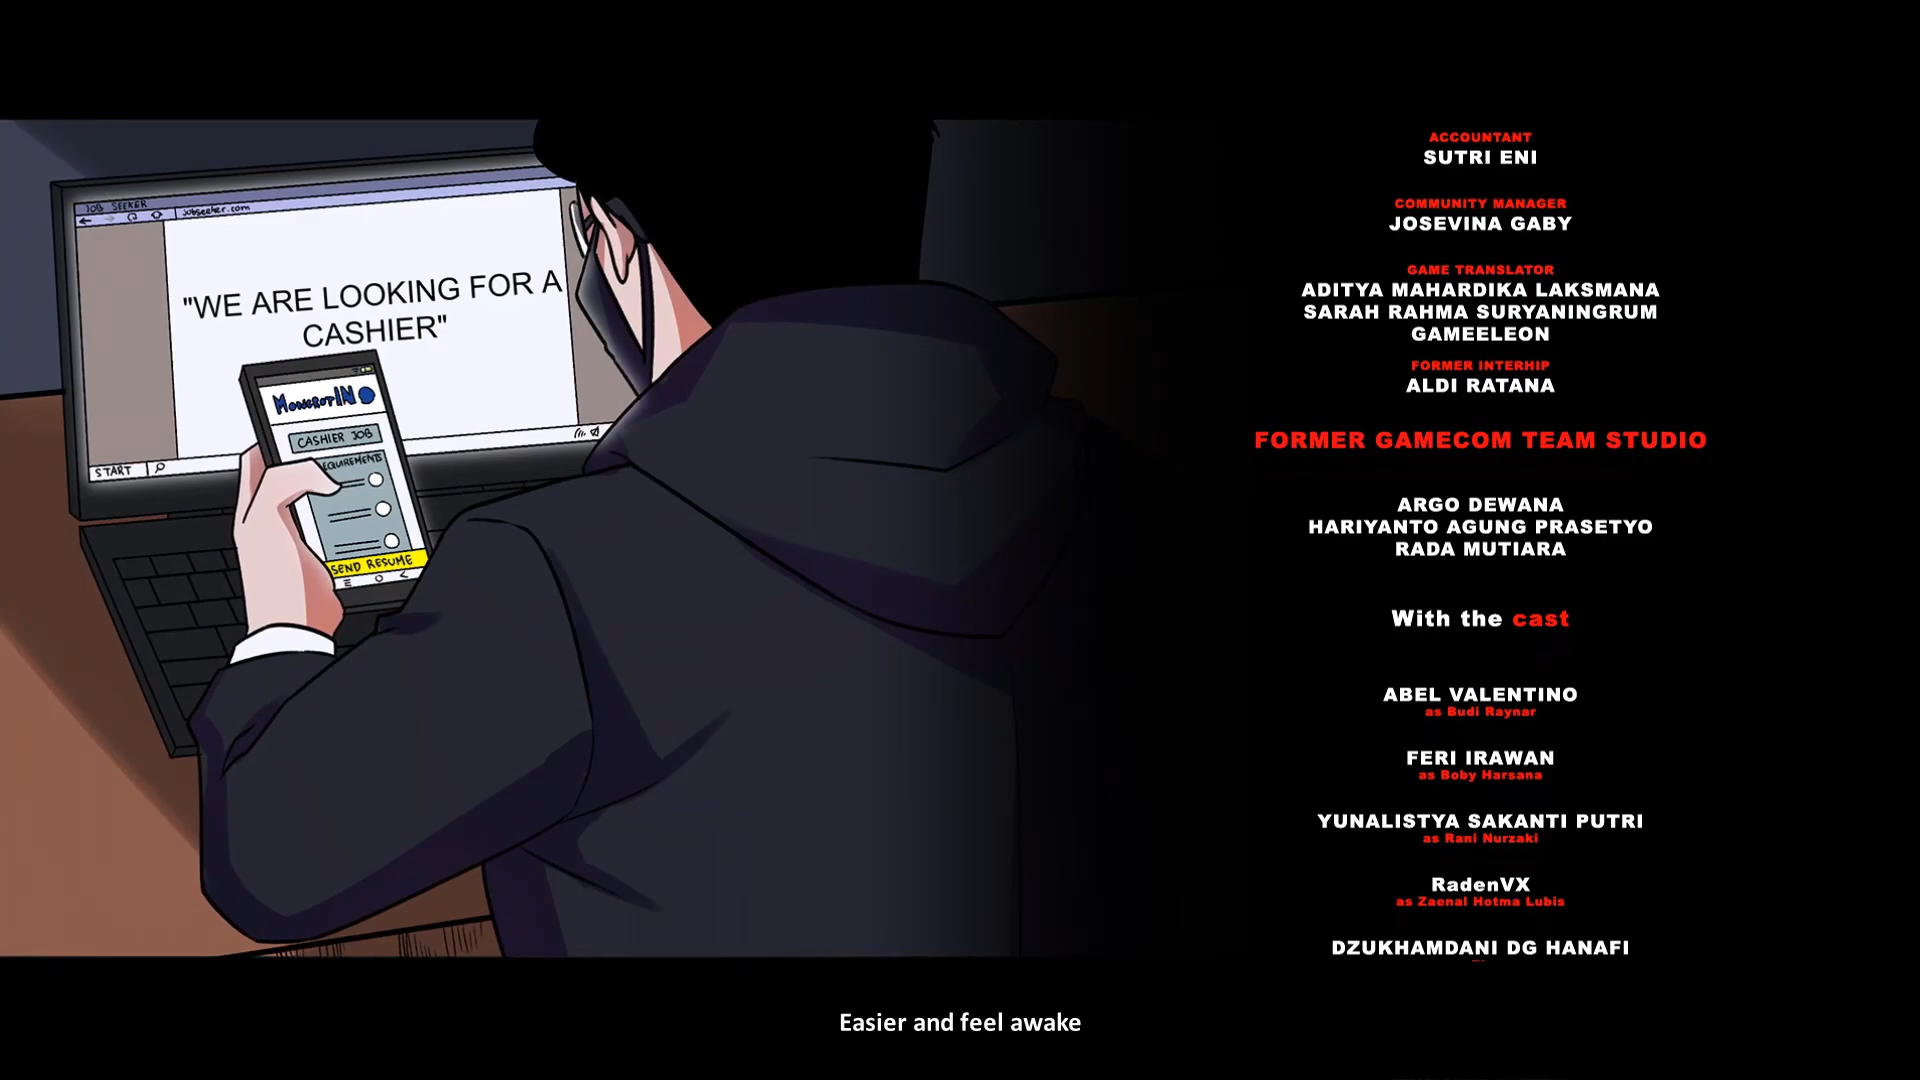 JOB SEEKER
jobseeker.com
"WE ARE LOOKING FOR A
CASHIER"
MONCROTIN
CASHIER JOB
EQUIREMENTS
SEND RESUME
START
ACCOUNTANT
SUTRI ENI
COMMUNITY MANAGER
JOSEVINA GABY
GAME TRANSLATOR
ADITYA MAHARDIKA LAKSMANA
SARAH RAHMA SURYANINGRUM
GAMEELEON
FORMER INTERHIP
ALDI RATANA
FORMER GAMECOM TEAM STUDIO
ARGO DEWANA
HARIYANTO AGUNG PRASETYO
RADA MUTIARA
With the cast
ABEL VALENTINO
as Budi Raynar
FERI IRAWAN
as Boby Harsana
YUNALISTYA SAKANTI PUTRI
as Rani Nurzaki
RadenVX
as Zaenal Hotma Lubis
DZUKHAMDANI DG HANAFI
Easier and feel awake